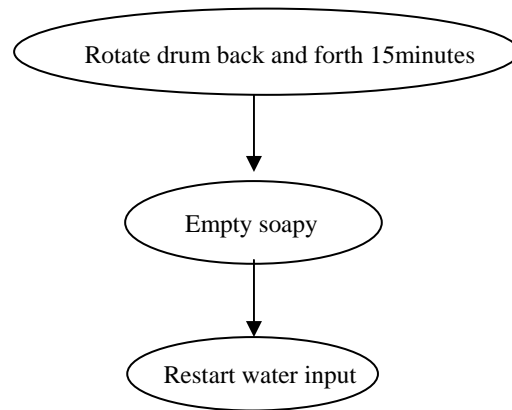 Rotate drum back and forth 15minutes
Empty soapy
Restart water input